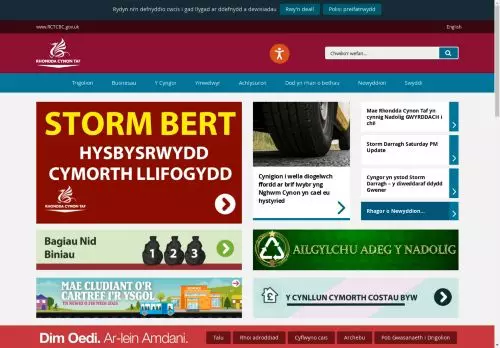 Rydyn ni'n defnyddio cwcis i gad llygad ar ddefnydd a dewisiadau
Rwy'n deall
Polisi preifatrwydd
www.RCTCBC.gov.uk
English
RHONDDA CYNON TAF
Chwilio'r wefan...
Trigolion
Busnesau
Y Cyngor
Ymwelwyr
Achlysuron
Dod yn rhan o bethau
Newyddion
Swyddi
STORM BERT
HYSBYSRWYDD
CYMORTH LLIFOGYDD
RHONDDA CYNON TAF
Cynigion i wella diogelwch
ffordd ar brif lwybr yng
Nghwm Cynon yn cael eu
hystyried
Mae Rhondda Cynon Taf yn
cynnig Nadolig GWYRDDACH i
chi!
Storm Darragh Saturday PM
Update
Cyngor yn ystod Storm
Darragh – y diweddaraf ddydd
Gwener
Rhagor o Newyddion...
Bagiau Nid
Biniau
1 2 3
AILGYLCHU ADEG Y NADOLIG
MAE CLUDIANT O'R
CARTREF I'R YSGOL
Y CYNLLUN CYMORTH COSTAU BYW
Dim Oedi. Ar-lein Amdani.
Talu
Rhoi adroddiad
Cyflwyno cais
Archebu
Pob Gwasanaeth i Drigolion